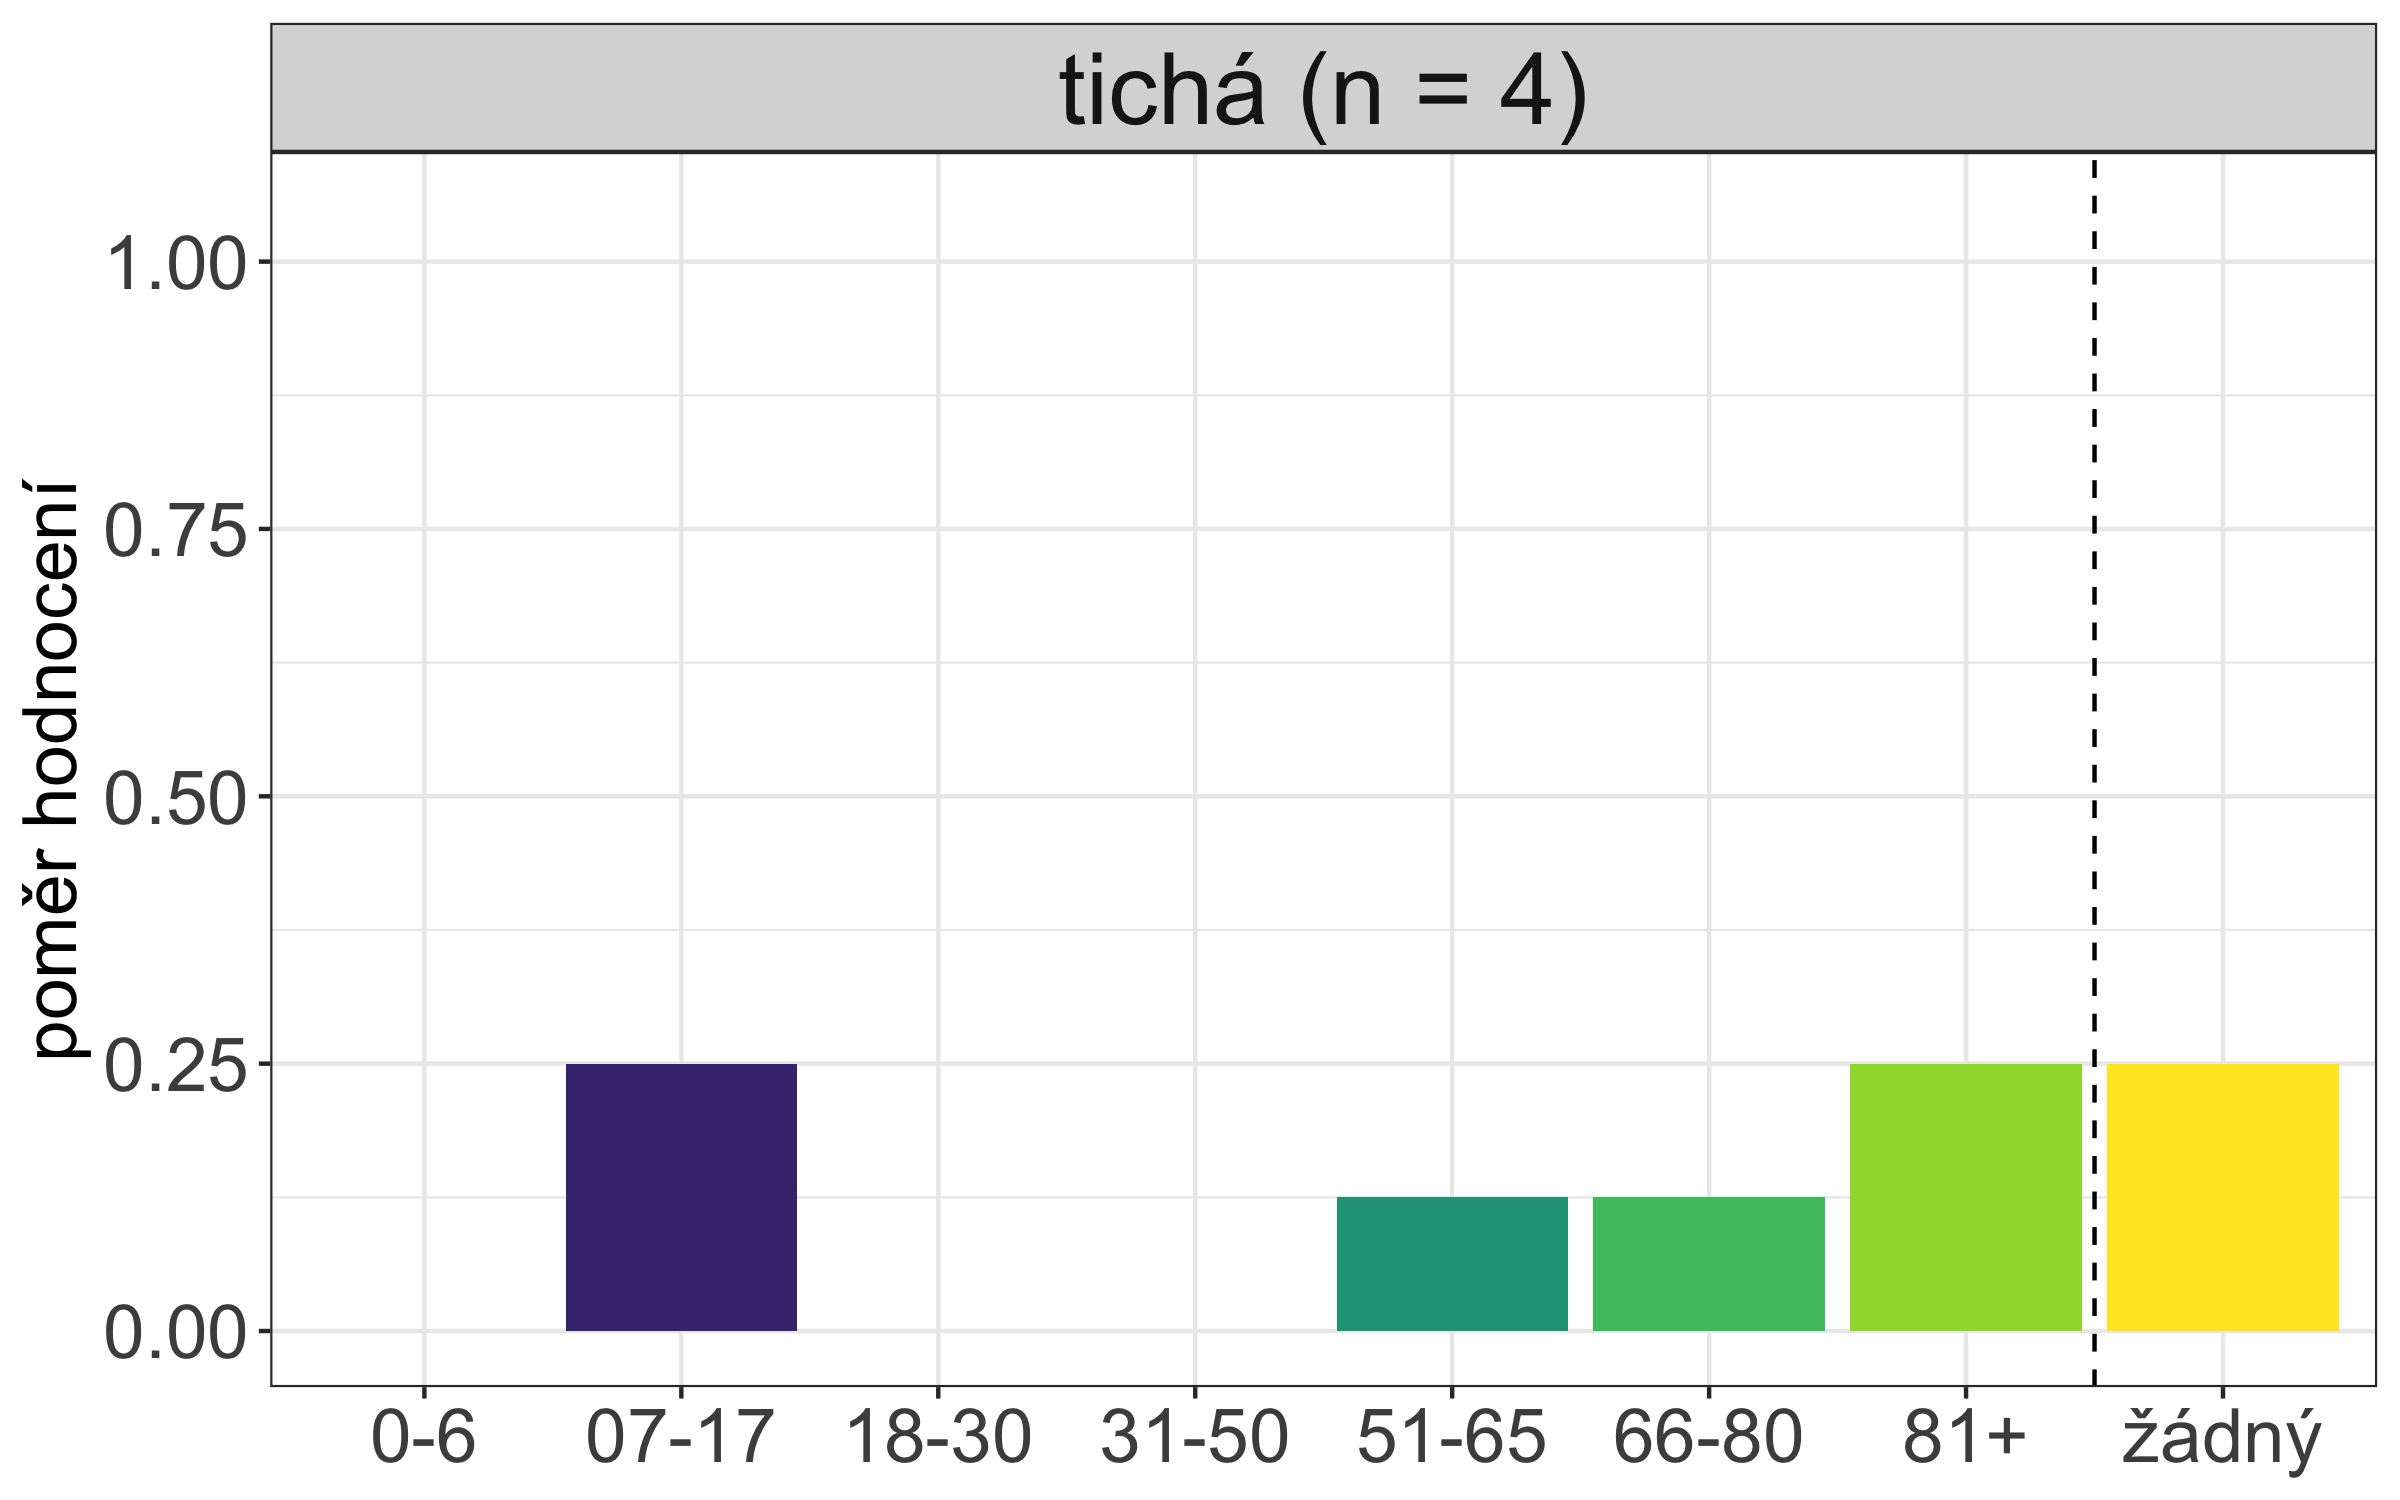 tichá (n = 4)
poměr hodnocení
1.00
0.75
0.50
0.25
0.00
0-6 07-17 18-30 31-50 51-65 66-80 81+ žádný